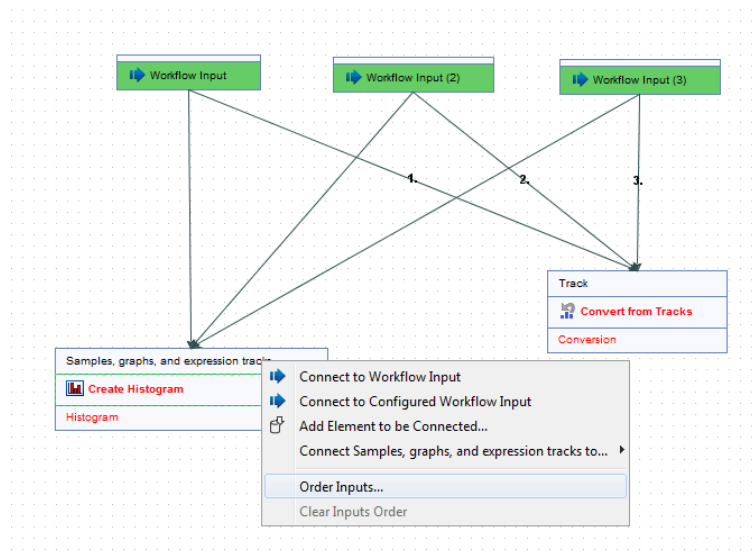 Workflow Input
Workflow Input (2)
Workflow Input (3)
1.
2.
3.
Track
Convert from Tracks
Conversion
Samples, graphs, and expression tracks
Create Histogram
Histogram
Connect to Workflow Input
Connect to Configured Workflow Input
Add Element to be Connected...
Connect Samples, graphs, and expression tracks to...
Order Inputs...
Clear Inputs Order